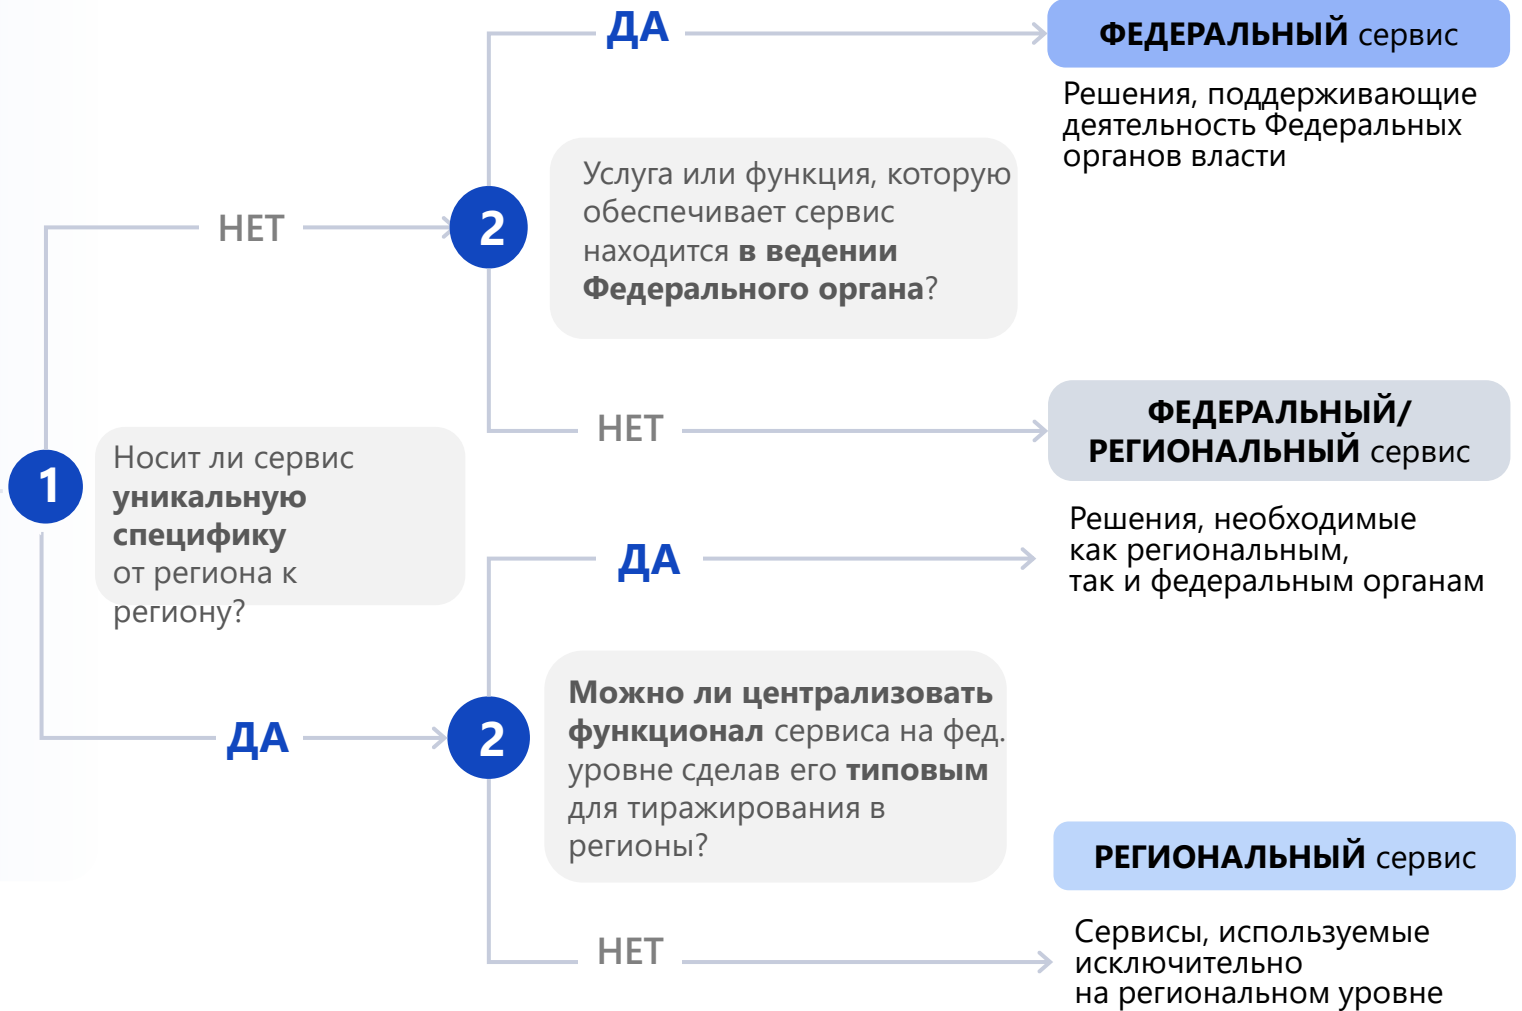 ДА
ФЕДЕРАЛЬНЫЙ сервис
Решения, поддерживающие
деятельность Федеральных
органов власти
НЕТ
2
Услуга или функция, которую
обеспечивает сервис
находится в ведении
Федерального органа?
НЕТ
ФЕДЕРАЛЬНЫЙ/
РЕГИОНАЛЬНЫЙ сервис
Решения, необходимые
как региональным,
так и федеральным органам
1
Носит ли сервис
уникальную
специфику
от региона к
региону?
ДА
ДА
2
Можно ли централизовать
функционал сервиса на фед.
уровне сделав его типовым
для тиражирования в
регионы?
РЕГИОНАЛЬНЫЙ сервис
НЕТ
Сервисы, используемые
исключительно
на региональном уровне